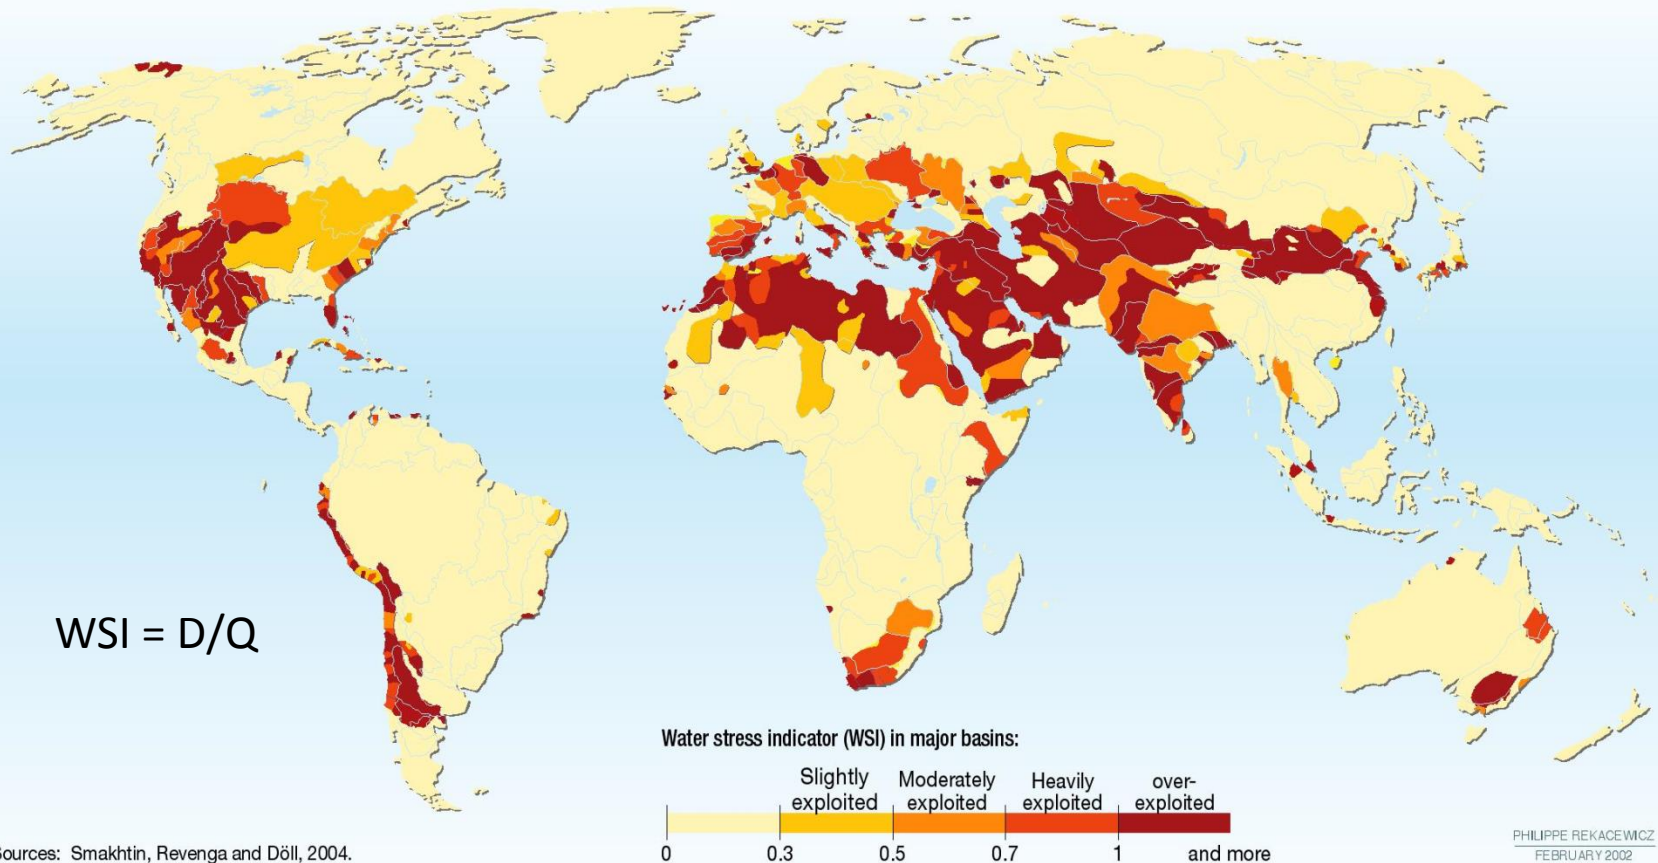 WSI = D/Q
Water stress indicator (WSI) in major basins:
Slightly exploited
Moderately exploited
Heavily exploited
over-exploited
0 0.3 0.5 0.7 1 and more
ources: Smakhtin, Revenga and Döll, 2004.
PHILIPPE REKACEWICZ
FEBRUARY 2002